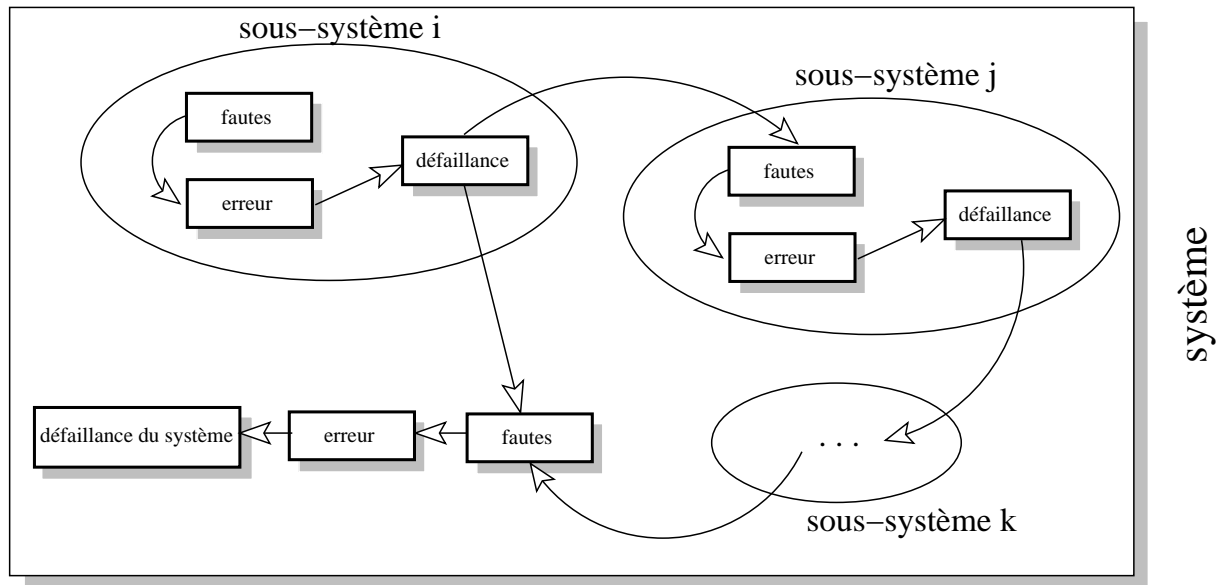 sous−système i
sous−système j
fautes
défaillance
fautes
erreur
défaillance
erreur
système
défaillance du système
erreur
fautes
. . .
sous−système k